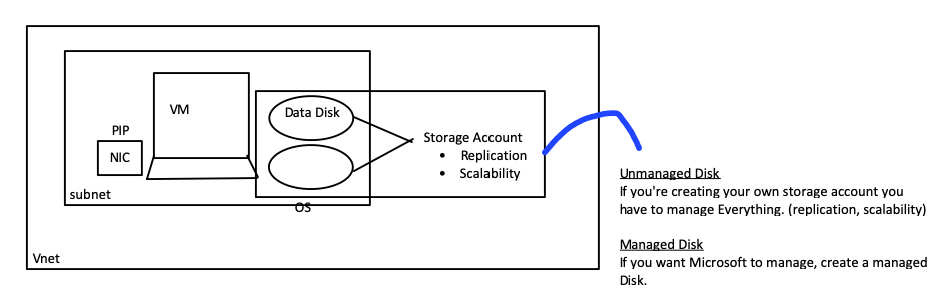 VM
Data Disk
PIP
NIC
Storage Account
• Replication
• Scalability
subnet
OS
Vnet
Unmanaged Disk
If you're creating your own storage account you
have to manage Everything. (replication, scalability)
Managed Disk
If you want Microsoft to manage, create a managed
Disk.